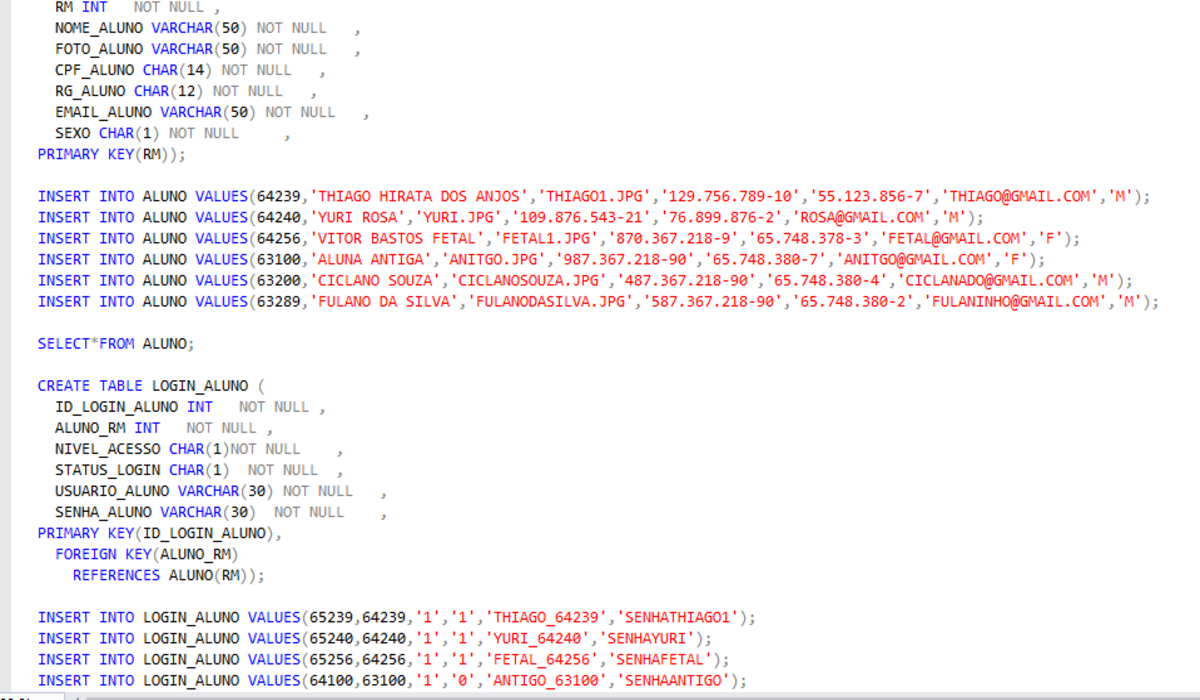 RM INT   NOT NULL ,
NOME_ALUNO VARCHAR(50) NOT NULL   ,
FOTO_ALUNO VARCHAR(50) NOT NULL   ,
CPF_ALUNO CHAR(14) NOT NULL   ,
RG_ALUNO CHAR(12) NOT NULL   ,
EMAIL_ALUNO VARCHAR(50) NOT NULL   ,
SEXO CHAR(1) NOT NULL     ,
PRIMARY KEY(RM));
INSERT INTO ALUNO VALUES(64239,'THIAGO HIRATA DOS ANJOS','THIAGO1.JPG','129.756.789-10','55.123.856-7','THIAGO@GMAIL.COM','M');
INSERT INTO ALUNO VALUES(64240,'YURI ROSA','YURI.JPG','109.876.543-21','76.899.876-2','ROSA@GMAIL.COM','M');
INSERT INTO ALUNO VALUES(64256,'VITOR BASTOS FETAL','FETAL1.JPG','870.367.218-9','65.748.378-3','FETAL@GMAIL.COM','F');
INSERT INTO ALUNO VALUES(63100,'ALUNA ANTIGA','ANITGO.JPG','987.367.218-90','65.748.380-7','ANITGO@GMAIL.COM','F');
INSERT INTO ALUNO VALUES(63200,'CICLANO SOUZA','CICLANOSOUZA.JPG','487.367.218-90','65.748.380-4','CICLANADO@GMAIL.COM','M');
INSERT INTO ALUNO VALUES(63289,'FULANO DA SILVA','FULANODASILVA.JPG','587.367.218-90','65.748.380-2','FULANINHO@GMAIL.COM','M');
SELECT*FROM ALUNO;
CREATE TABLE LOGIN_ALUNO (
ID_LOGIN_ALUNO INT   NOT NULL ,
ALUNO_RM INT   NOT NULL ,
NIVEL_ACESSO CHAR(1)NOT NULL    ,
STATUS_LOGIN CHAR(1)  NOT NULL  ,
USUARIO_ALUNO VARCHAR(30) NOT NULL   ,
SENHA_ALUNO VARCHAR(30)  NOT NULL    ,
PRIMARY KEY(ID_LOGIN_ALUNO),
FOREIGN KEY(ALUNO_RM)
REFERENCES ALUNO(RM));
INSERT INTO LOGIN_ALUNO VALUES(65239,64239,'1','1','THIAGO_64239','SENHATHIAGO1');
INSERT INTO LOGIN_ALUNO VALUES(65240,64240,'1','1','YURI_64240','SENHAYURI');
INSERT INTO LOGIN_ALUNO VALUES(65256,64256,'1','1','FETAL_64256','SENHAFETAL');
INSERT INTO LOGIN_ALUNO VALUES(64100,63100,'1','0','ANTIGO_63100','SENHAANTIGO');